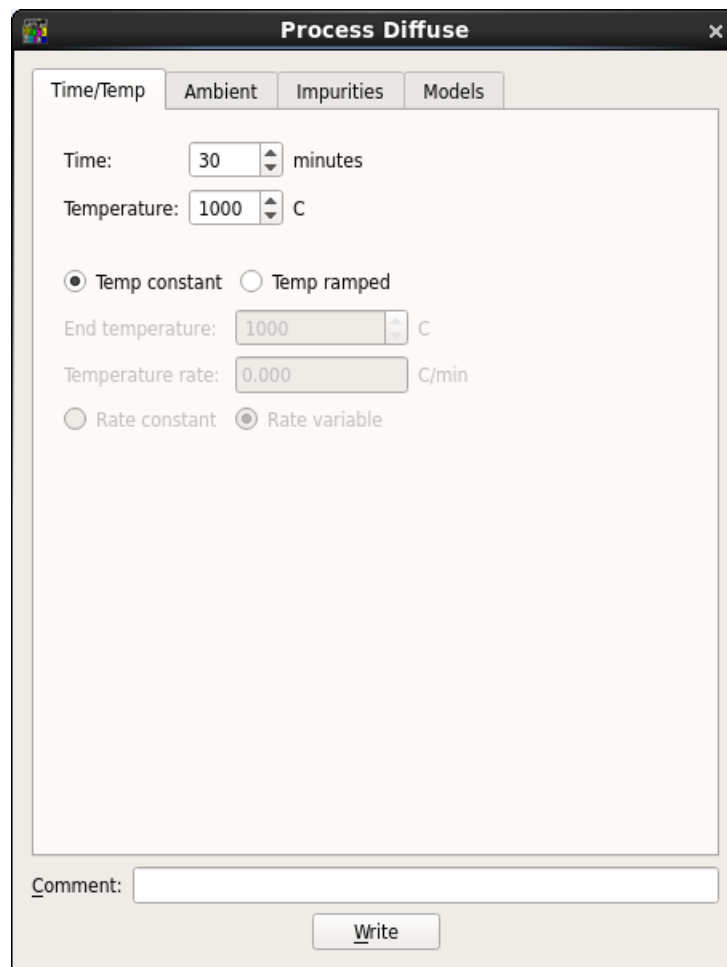 Process Diffuse
Time/Temp Ambient Impurities Models
Time: 30 minutes
Temperature: 1000 C
Temp constant Temp ramped
End temperature: 1000 C
Temperature rate: 0.000 C/min
Rate constant Rate variable
Comment:
Write